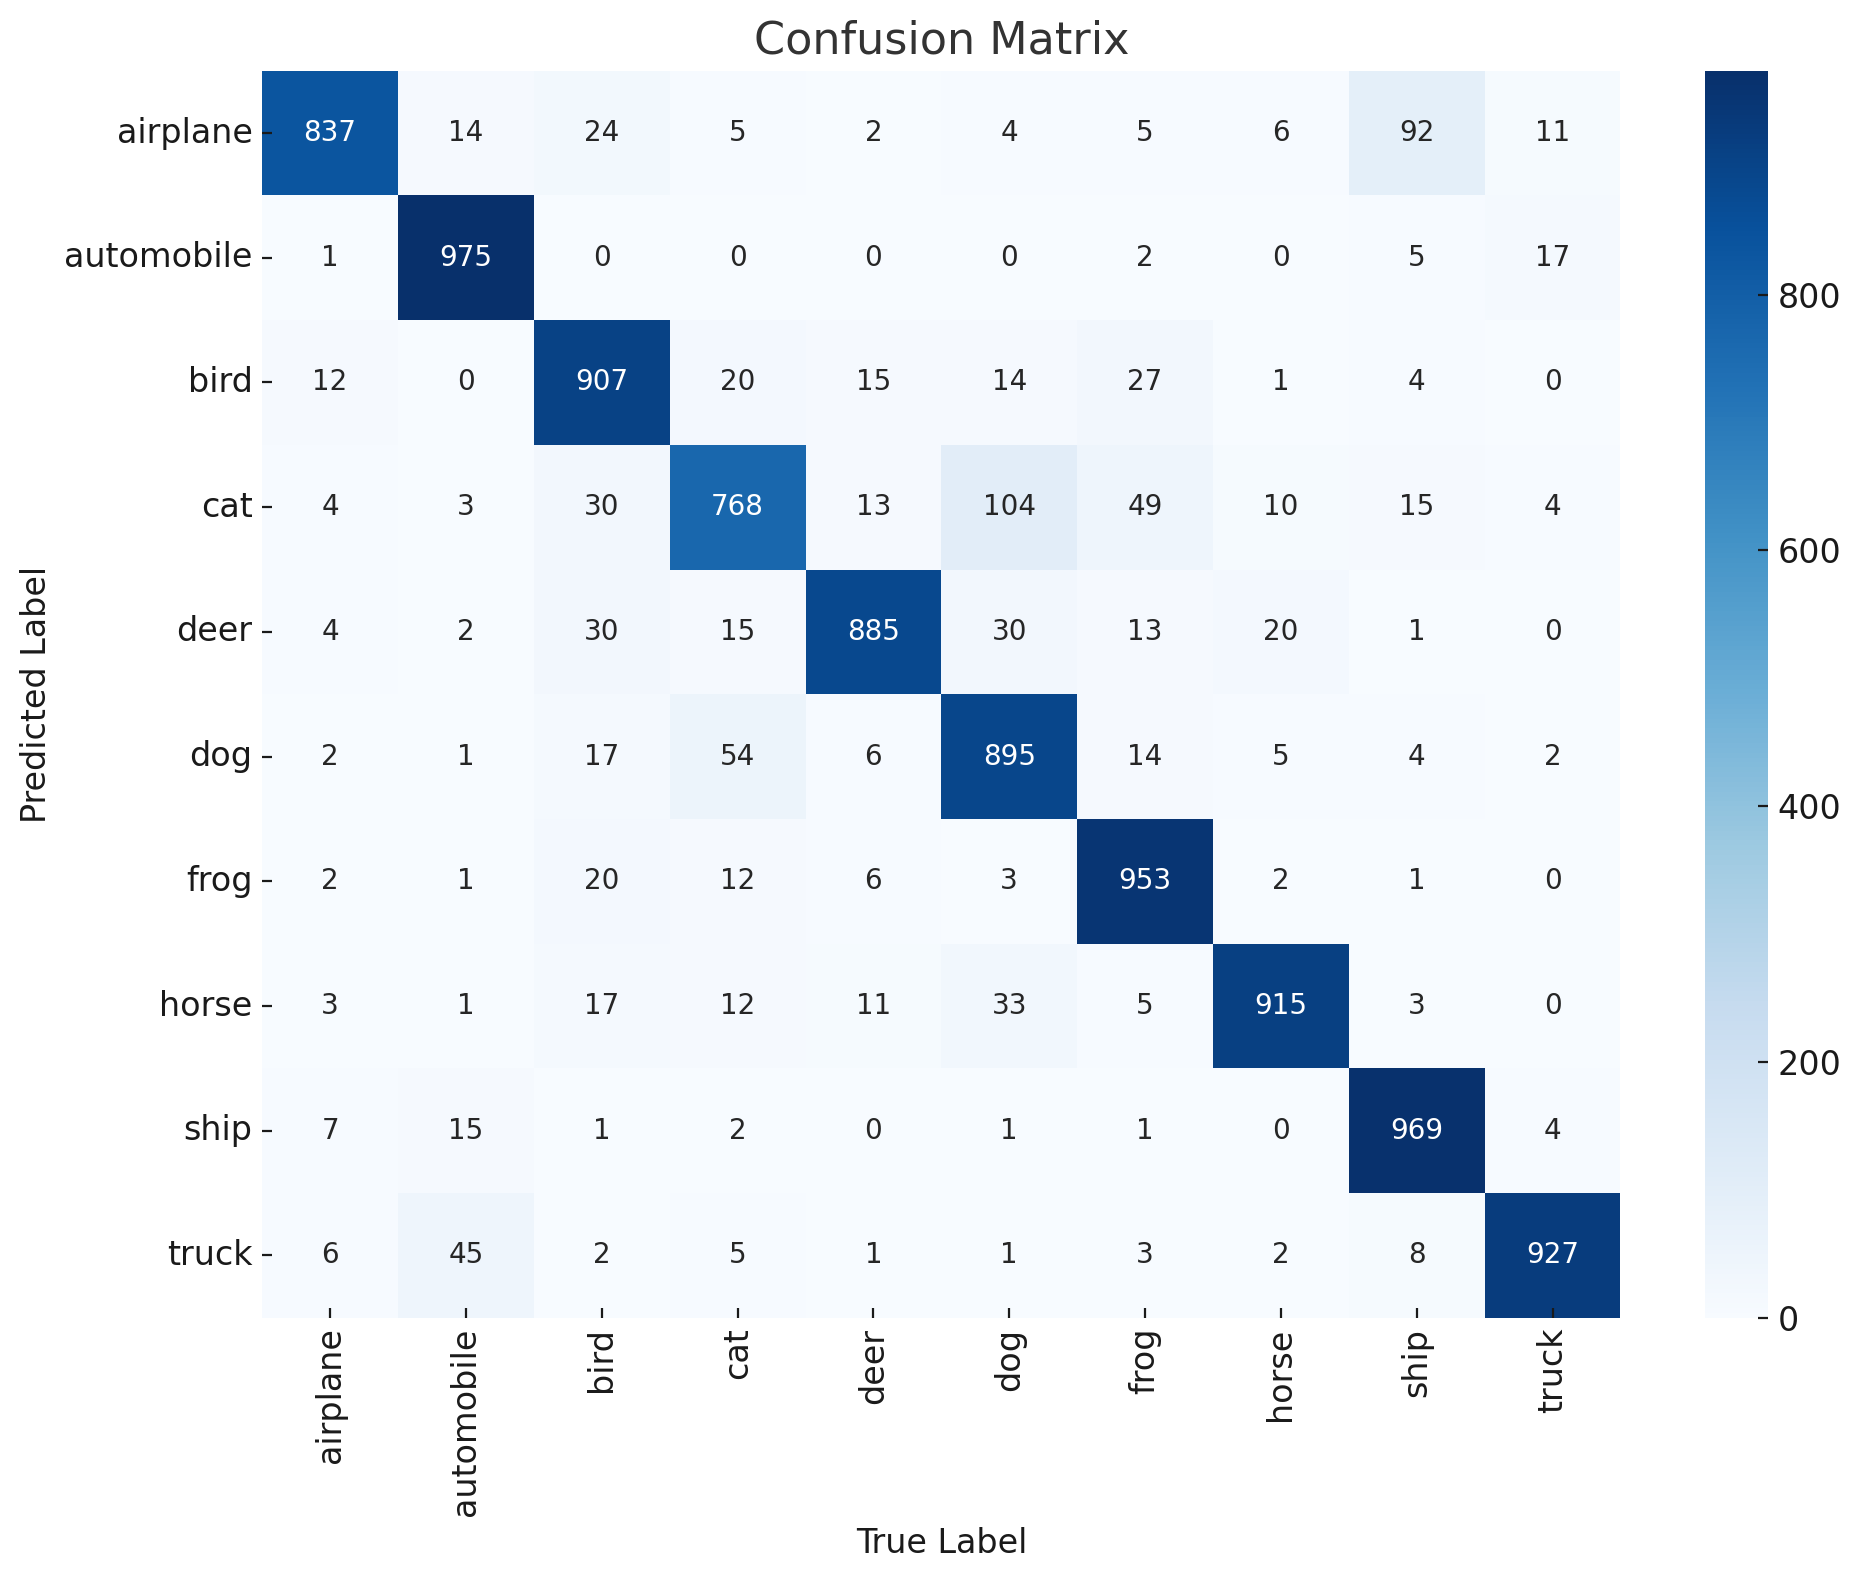 Confusion Matrix
airplane 837 14 24 5 2 4 5 6 92 11
automobile 1 975 0 0 0 0 2 0 5 17
bird 12 0 907 20 15 14 27 1 4 0
cat 4 3 30 768 13 104 49 10 15 4
deer 4 2 30 15 885 30 13 20 1 0
dog 2 1 17 54 6 895 14 5 4 2
frog 2 1 20 12 6 3 953 2 1 0
horse 3 1 17 12 11 33 5 915 3 0
ship 7 15 1 2 0 1 1 0 969 4
truck 6 45 2 5 1 1 3 2 8 927
airplane automobile bird cat deer dog frog horse ship truck
True Label
Predicted Label
800
600
400
200
0